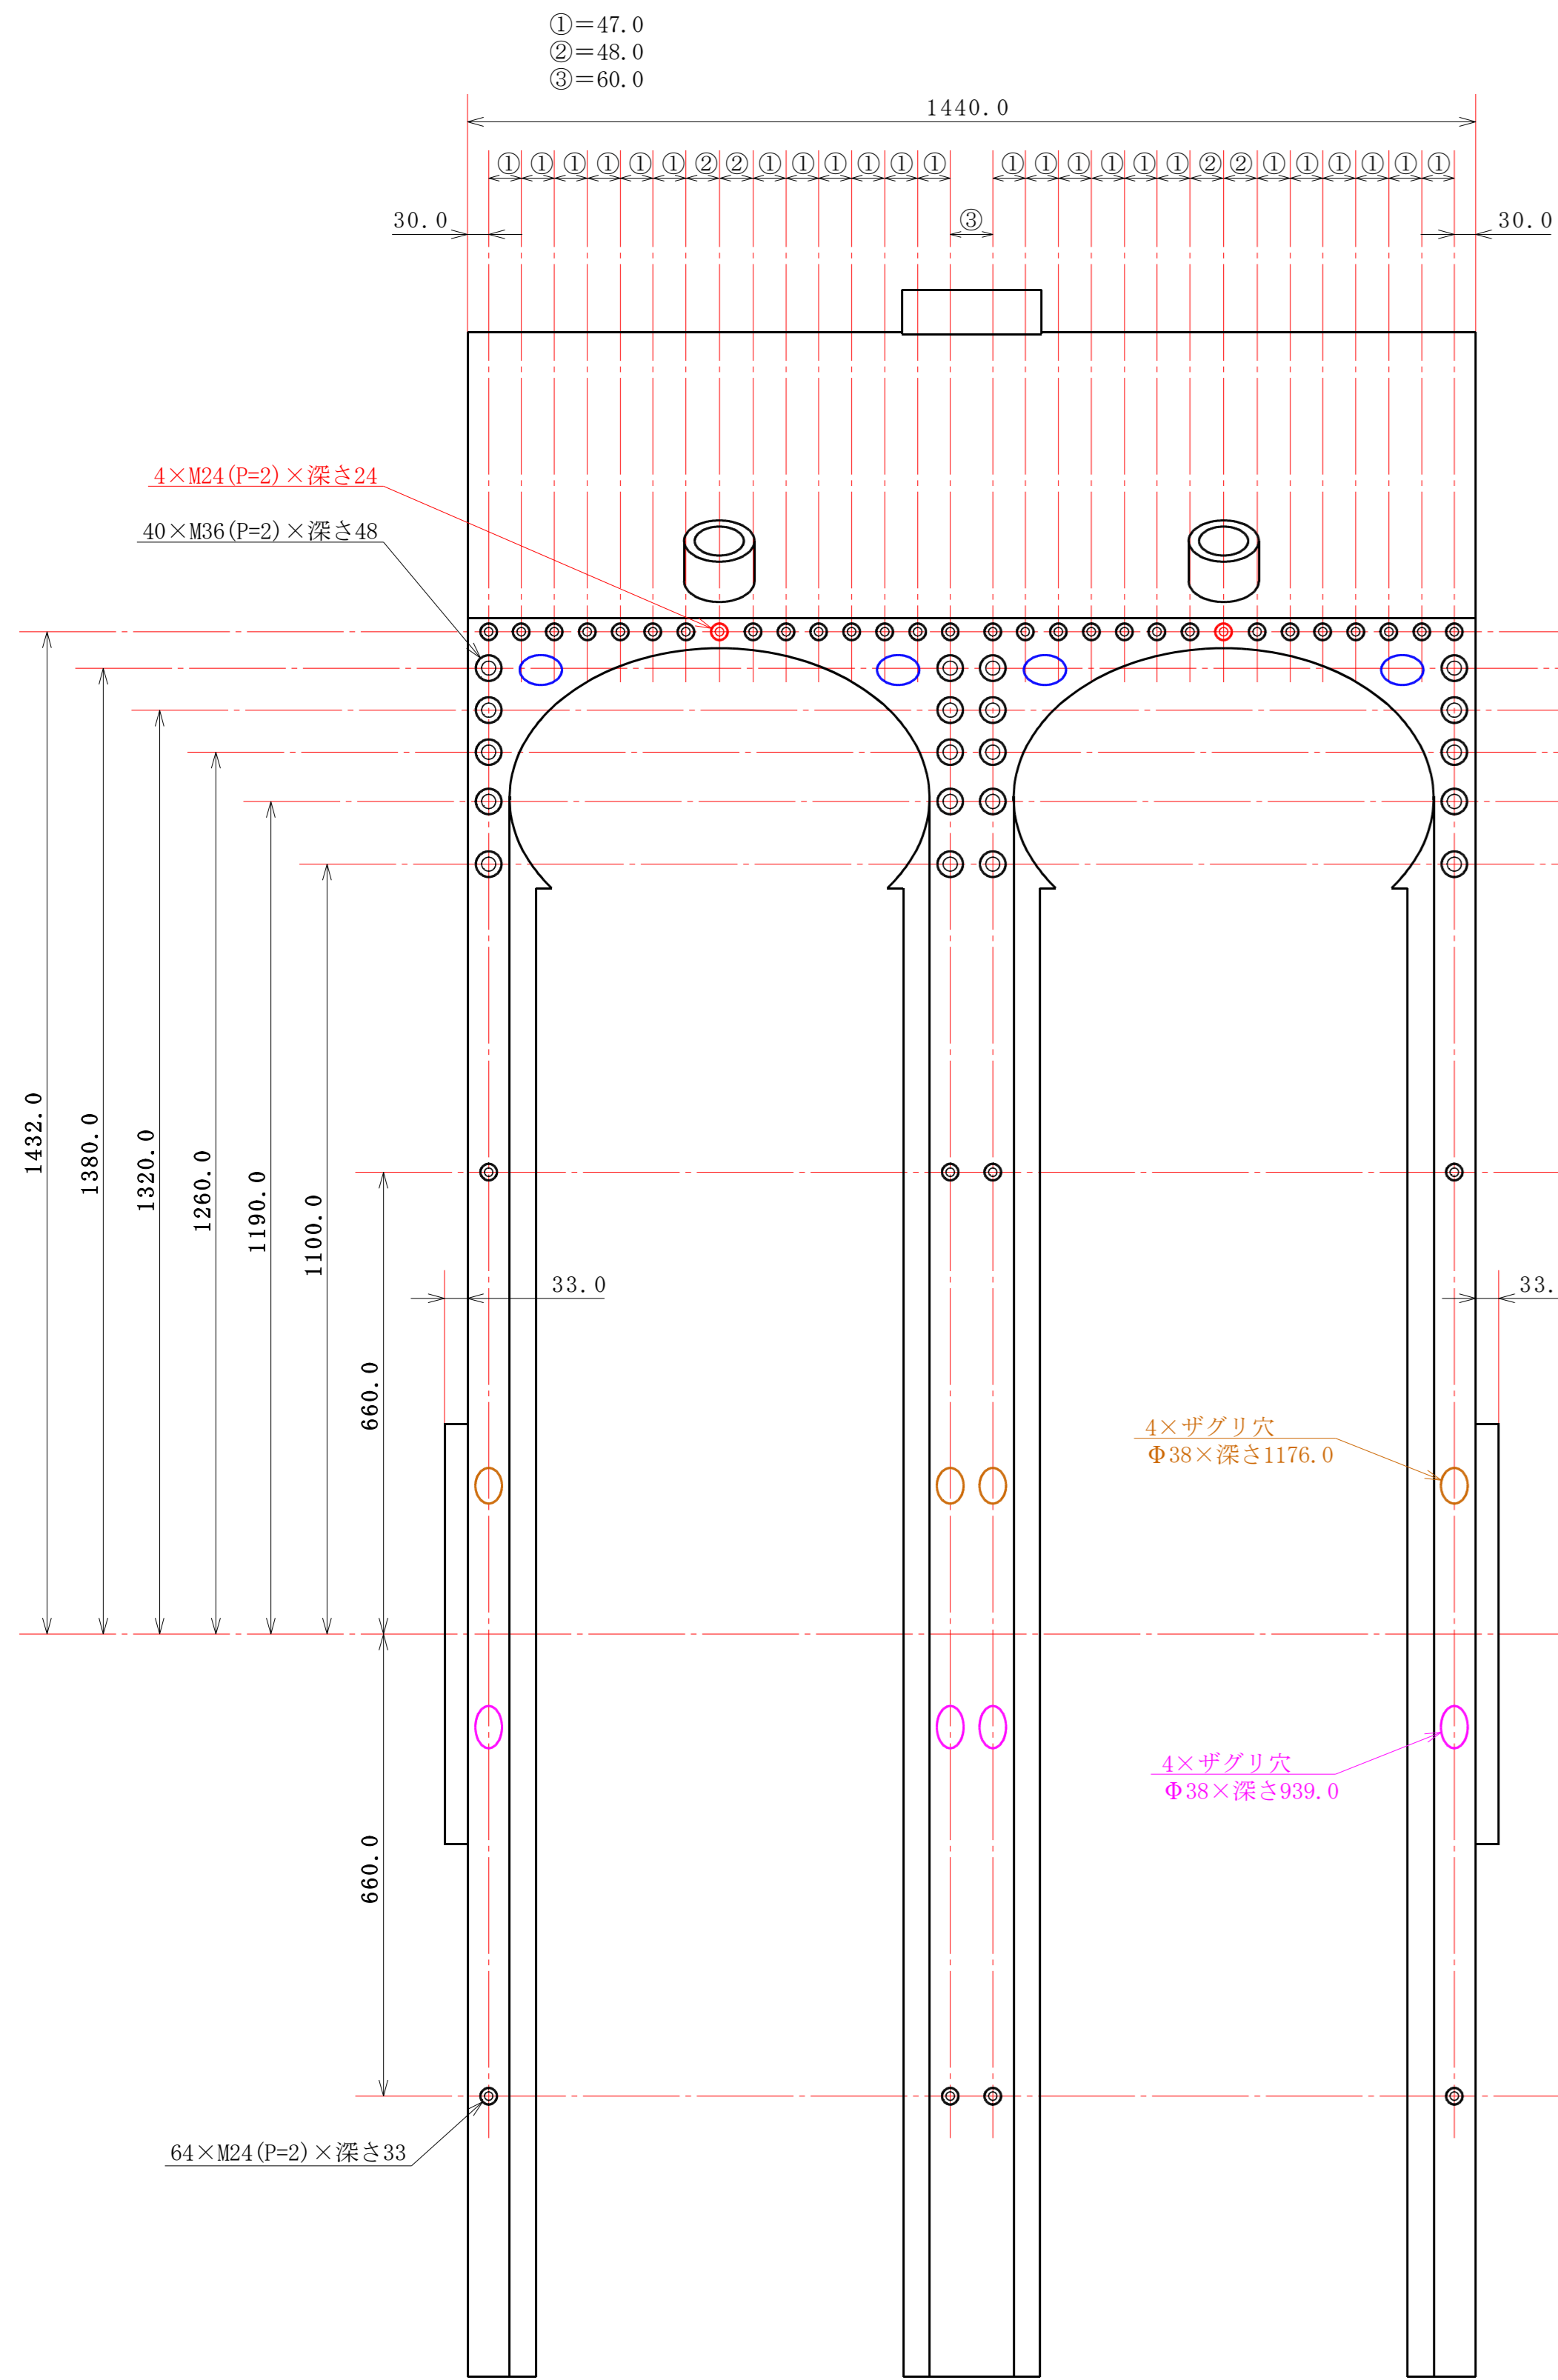 ①=47.0
②=48.0
③=60.0
1440.0
① ① ① ① ① ① ② ② ① ① ① ① ① ① ① ① ① ① ① ① ② ② ① ① ① ① ① ①
30.0
③
30.0
4×M24(P=2)×深さ24
40×M36(P=2)×深さ48
1432.0
1380.0
1320.0
1260.0
1190.0
1100.0
660.0
33.0
33.
4×ザグリ穴
Φ38×深さ1176.0
4×ザグリ穴
Φ38×深さ939.0
660.0
64×M24(P=2)×深さ33